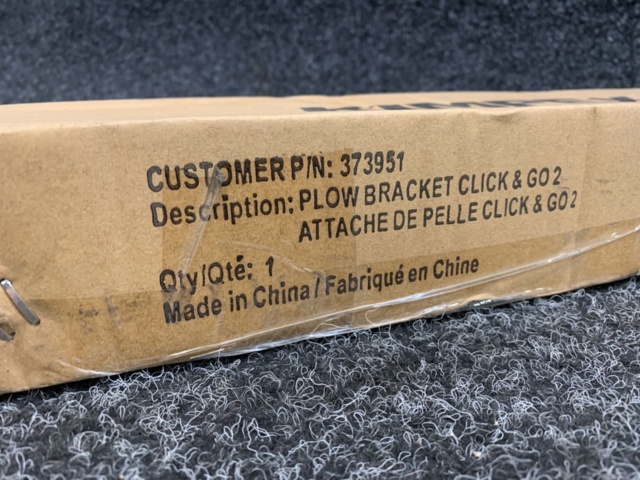 CUSTOMER P/N: 373951
Description: PLOW BRACKET CLICK & GO 2
ATTACHE DE PELLE CLICK & GO 2
Qty/Qté: 1
Made in China / Fabriqué en Chine